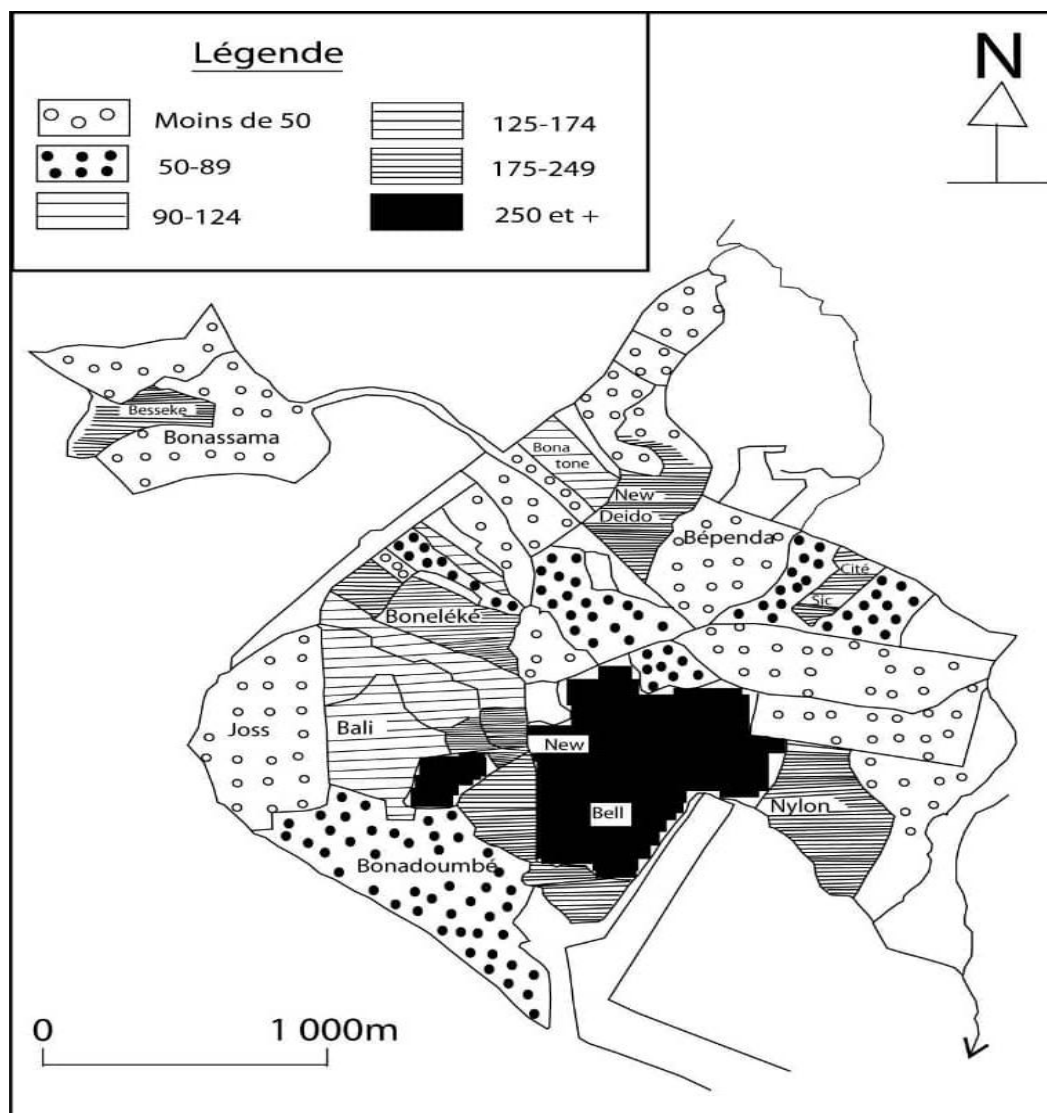 Légende
N
Moins de 50
50-89
90-124
125-174
175-249
250 et +
Besseke
Bonassama
Bona
tone
New
Deido
Bépenda
Cité
Sic
Boneléké
Joss
Bali
New
Bell
Nylon
Bonadoumbé
0
1 000m